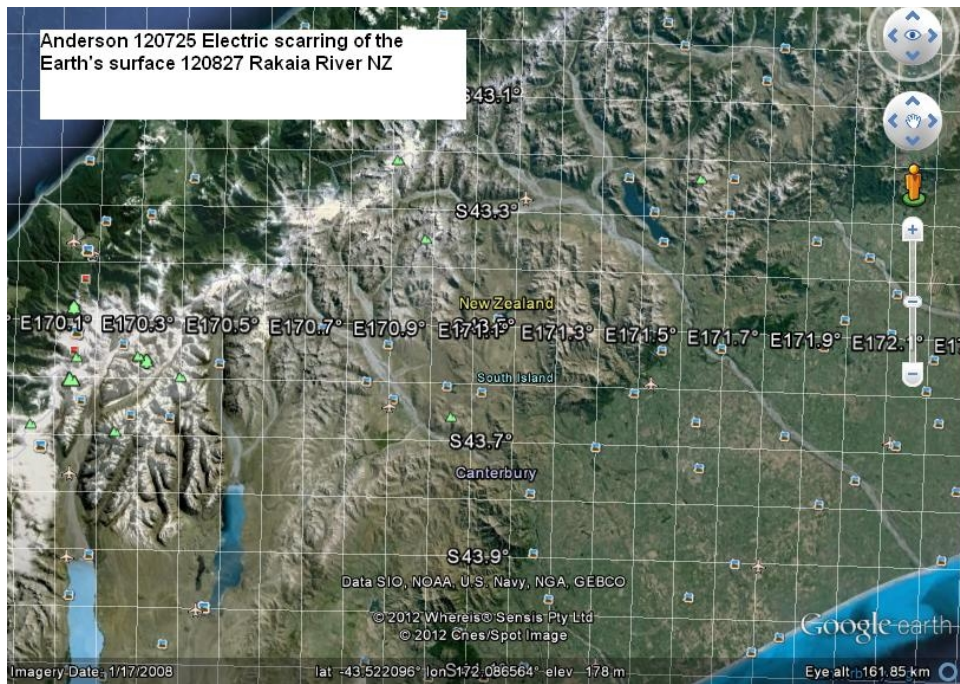 Anderson 120725 Electric scarring of the
Earth's surface 120827 Rakaia River NZ
S43.1°
S43.3°
New Zealand
E170.1° E170.3° E170.5° E170.7° E170.9° E171.1° E171.3° E171.5° E171.7° E171.9° E172.1° E17
South Island
S43.7°
Canterbury
S43.9°
Data SIO, NOAA, U.S. Navy, NGA, GEBCO
© 2012 Whereis® Sensis Pty Ltd
© 2012 Cnes/Spot Image
Google earth
Imagery Date: 1/17/2008 lat -43.522096° lon 172.086564° elev 178 m Eye alt 161.85 km